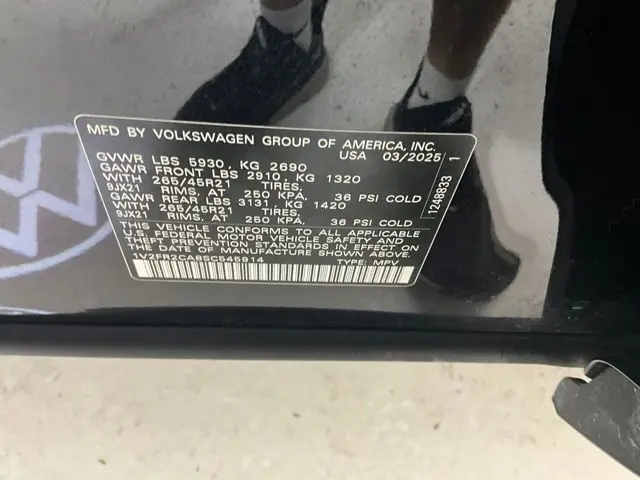 MFD BY VOLKSWAGEN GROUP OF AMERICA, INC.
USA 03/2025
GVWR LBS 5930, KG 2690
GAWR FRONT LBS 2910, KG 1320
WITH 265/45R21 TIRES,
9JX21 RIMS, AT 250 KPA, 36 PSI COLD
GAWR REAR LBS 3131, KG 1420
WITH 265/45R21 TIRES,
9JX21 RIMS, 250 KPA, 36 PSI COLD
THIS VEHICLE CONFORMS TO ALL APPLICABLE
U.S. FEDERAL MOTOR VEHICLE SAFETY AND
THEFT PREVENTION STANDARDS IN EFFECT ON
DATE OF MANUFACTURE SHOWN ABOVE.
1V2FR2CA8SC545914 TYPE: MPV
1248833 1